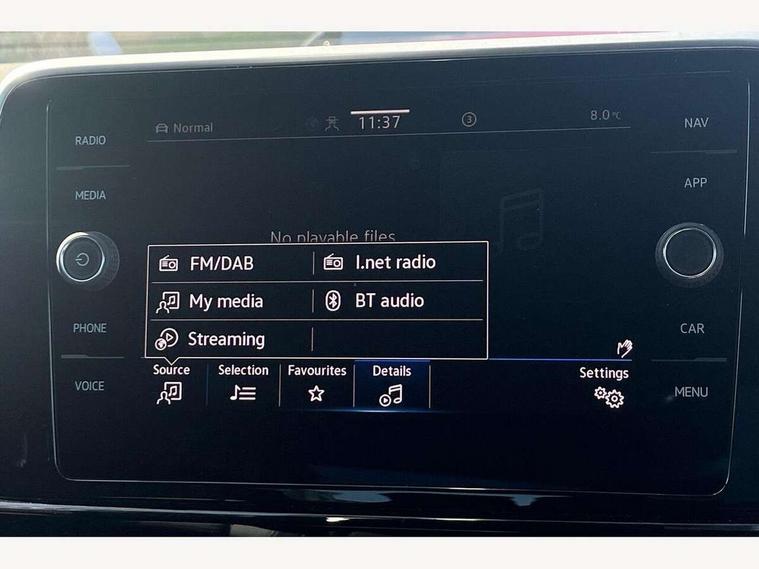 RADIO
MEDIA
PHONE
VOICE
Normal
11:37
3
8.0°C
No playable files
FM/DAB
I.net radio
My media
BT audio
Streaming
Source
Selection
Favourites
Details
Settings
NAV
APP
CAR
MENU